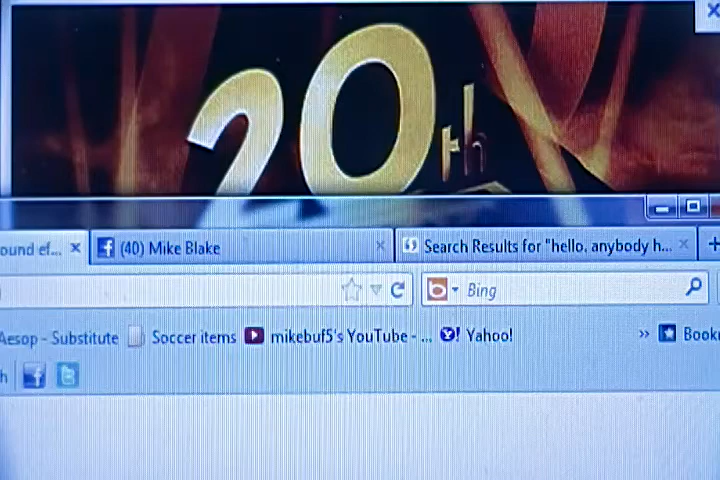 20th
ound ef...
(40) Mike Blake
Search Results for "hello, anybody h...
Bing
Aesop - Substitute
Soccer items
mikebuf5's YouTube - ...
Yahoo!
Book
h